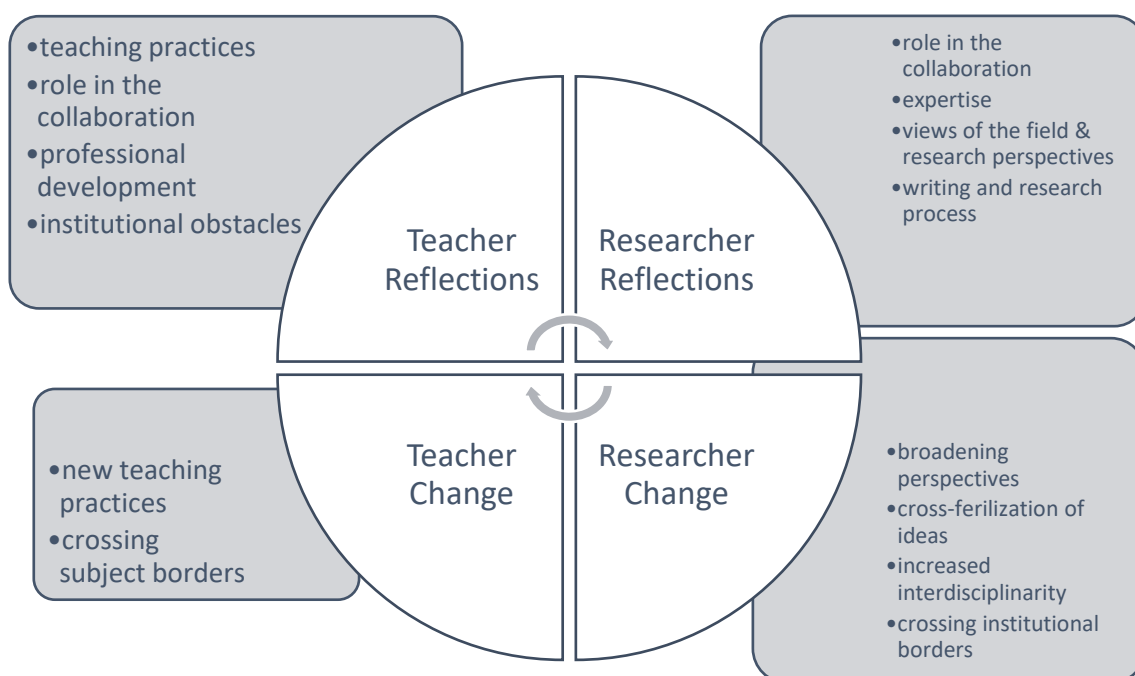 •teaching practices
•role in the
collaboration
•professional
development
•institutional obstacles
•role in the
collaboration
•expertise
•views of the field &
research perspectives
•writing and research
process
Teacher
Reflections
Researcher
Reflections
Teacher
Change
Researcher
Change
•new teaching
practices
•crossing
subject borders
•broadening
perspectives
•cross-ferilization of
ideas
•increased
interdisciplinarity
•crossing institutional
borders